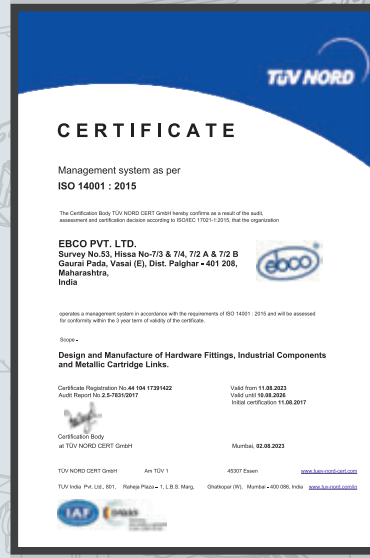 TÜV NORD
CERTIFICATE
Management system as per
ISO 14001 : 2015
The Certification Body TÜV NORD CERT GmbH hereby confirms as a result of the audit,
assessment and certification decision according to ISO/IEC 17021-1:2015, that the organization
EBCO PVT. LTD.
Survey No.53, Hissa No-7/3 & 7/4, 7/2 A & 7/2 B
Gaurai Pada, Vasai (E), Dist. Palghar - 401 208,
Maharashtra,
India
ebco
operates a management system in accordance with the requirements of ISO 14001 : 2015 and will be assessed
for conformity within the 3 year term of validity of the certificate.
Scope -
Design and Manufacture of Hardware Fittings, Industrial Components
and Metallic Cartridge Links.
Certificate Registration No.44 104 17391422
Audit Report No.2.5-7831/2017
Valid from 11.08.2023
Valid until 10.08.2026
Initial certification 11.08.2017
Certification Body
at TÜV NORD CERT GmbH
Mumbai, 02.08.2023
TÜV NORD CERT GmbH Am TÜV 1 45307 Essen www.tuev-nord-cert.com
TUV India Pvt. Ltd., 801, Raheja Plaza - 1, L.B.S. Marg, Ghatkopar (W), Mumbai - 400 086, India www.tuvnord.com/in
IAF
DAkkS